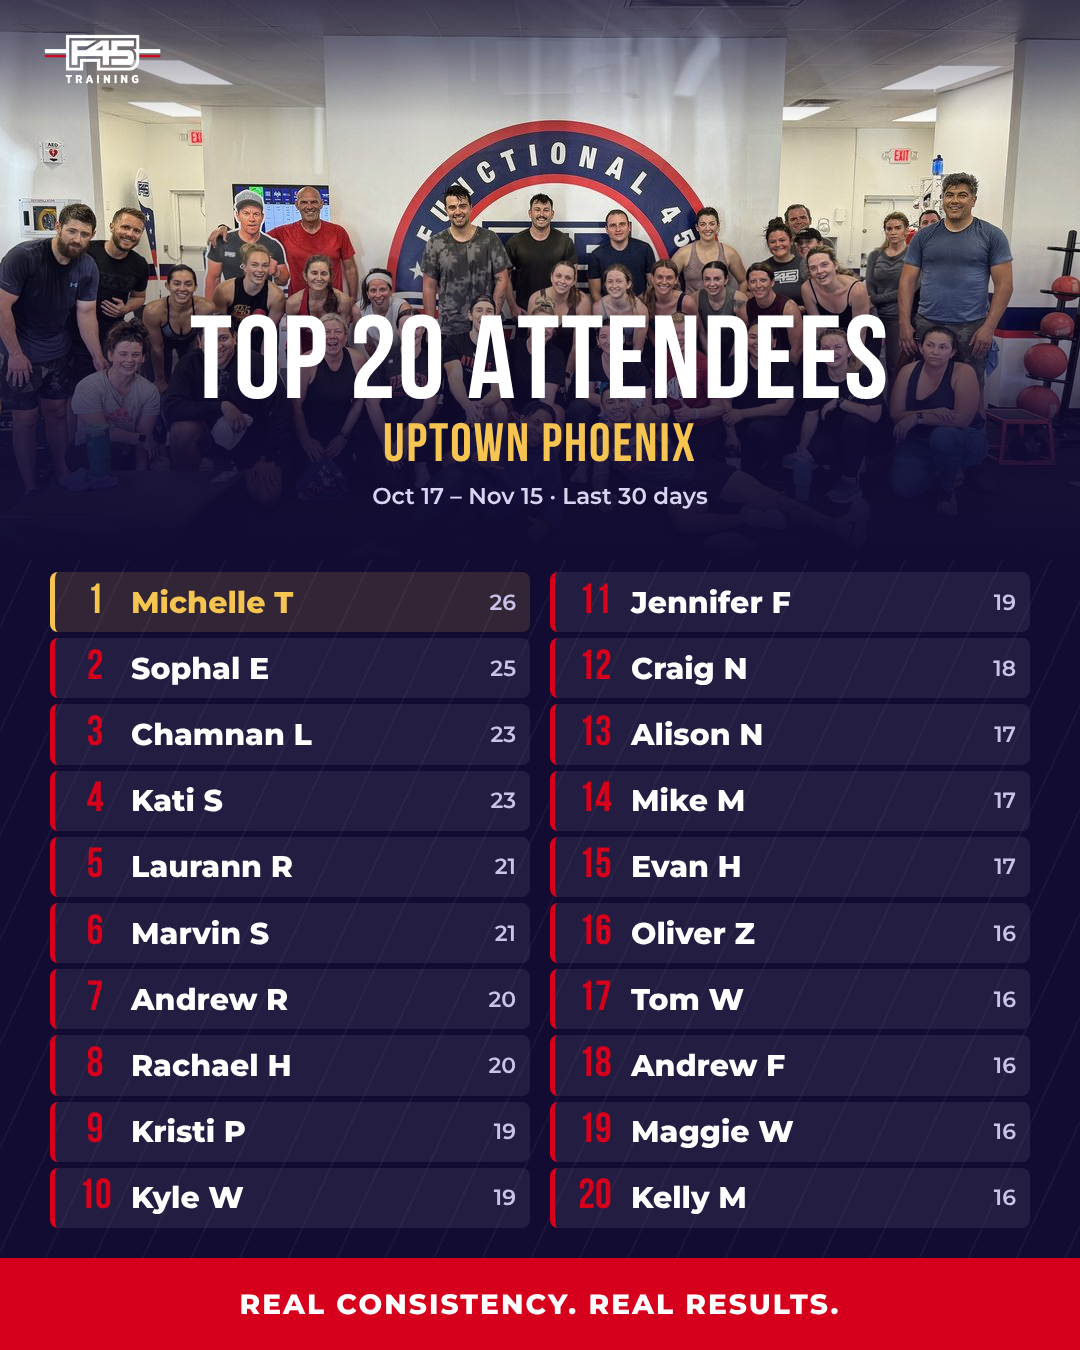 F45
TRAINING
AED
EXIT
FUNCTIONAL 45
F45
TOP 20 ATTENDEES
UPTOWN PHOENIX
Oct 17 – Nov 15 · Last 30 days
1 Michelle T 26
2 Sophal E 25
3 Chamnan L 23
4 Kati S 23
5 Laurann R 21
6 Marvin S 21
7 Andrew R 20
8 Rachael H 20
9 Kristi P 19
10 Kyle W 19
11 Jennifer F 19
12 Craig N 18
13 Alison N 17
14 Mike M 17
15 Evan H 17
16 Oliver Z 16
17 Tom W 16
18 Andrew F 16
19 Maggie W 16
20 Kelly M 16
REAL CONSISTENCY. REAL RESULTS.